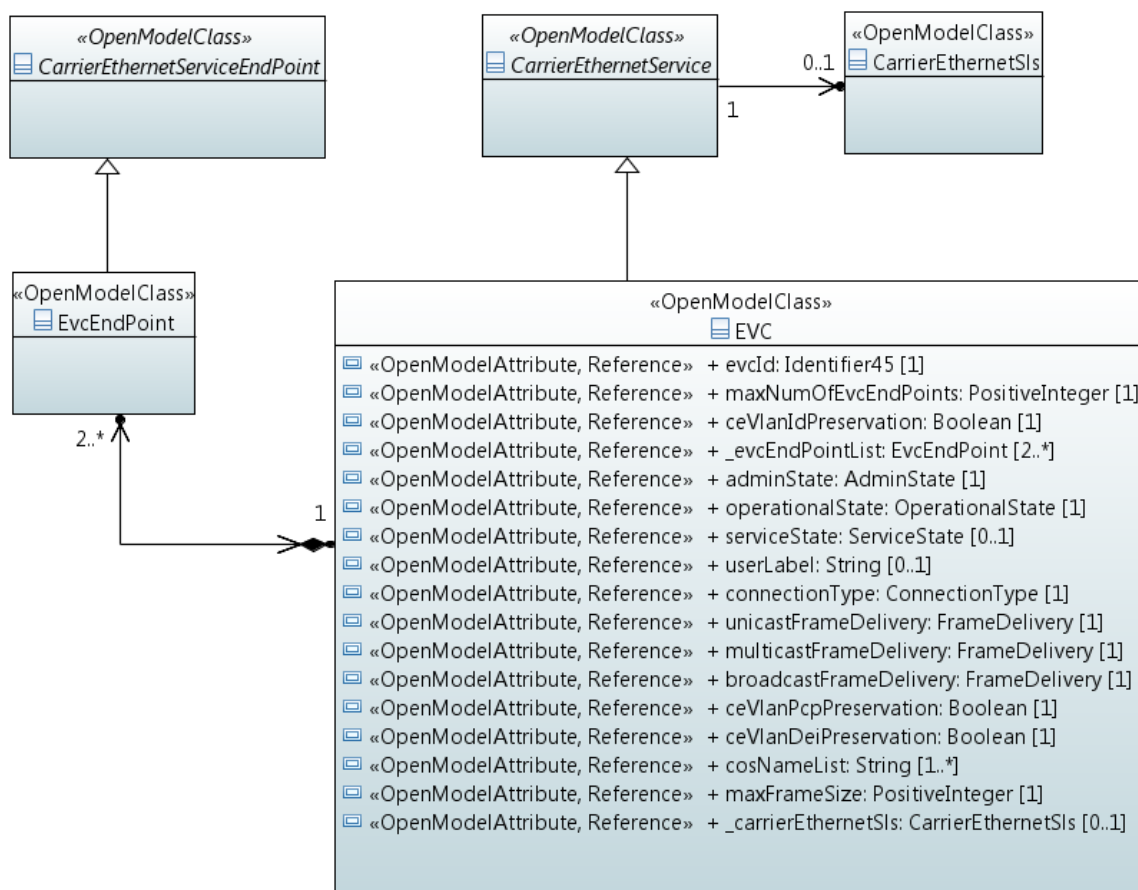 «OpenModelClass»
CarrierEthernetServiceEndPoint
«OpenModelClass»
CarrierEthernetService
«OpenModelClass»
CarrierEthernetSls
0..1
1
«OpenModelClass»
EvcEndPoint
2..*
1
«OpenModelClass»
EVC
«OpenModelAttribute, Reference» + evcId: Identifier45 [1]
«OpenModelAttribute, Reference» + maxNumOfEvcEndPoints: PositiveInteger [1]
«OpenModelAttribute, Reference» + ceVlanIdPreservation: Boolean [1]
«OpenModelAttribute, Reference» + _evcEndPointList: EvcEndPoint [2..*]
«OpenModelAttribute, Reference» + adminState: AdminState [1]
«OpenModelAttribute, Reference» + operationalState: OperationalState [1]
«OpenModelAttribute, Reference» + serviceState: ServiceState [0..1]
«OpenModelAttribute, Reference» + userLabel: String [0..1]
«OpenModelAttribute, Reference» + connectionType: ConnectionType [1]
«OpenModelAttribute, Reference» + unicastFrameDelivery: FrameDelivery [1]
«OpenModelAttribute, Reference» + multicastFrameDelivery: FrameDelivery [1]
«OpenModelAttribute, Reference» + broadcastFrameDelivery: FrameDelivery [1]
«OpenModelAttribute, Reference» + ceVlanPcpPreservation: Boolean [1]
«OpenModelAttribute, Reference» + ceVlanDeiPreservation: Boolean [1]
«OpenModelAttribute, Reference» + cosNameList: String [1..*]
«OpenModelAttribute, Reference» + maxFrameSize: PositiveInteger [1]
«OpenModelAttribute, Reference» + _carrierEthernetSls: CarrierEthernetSls [0..1]